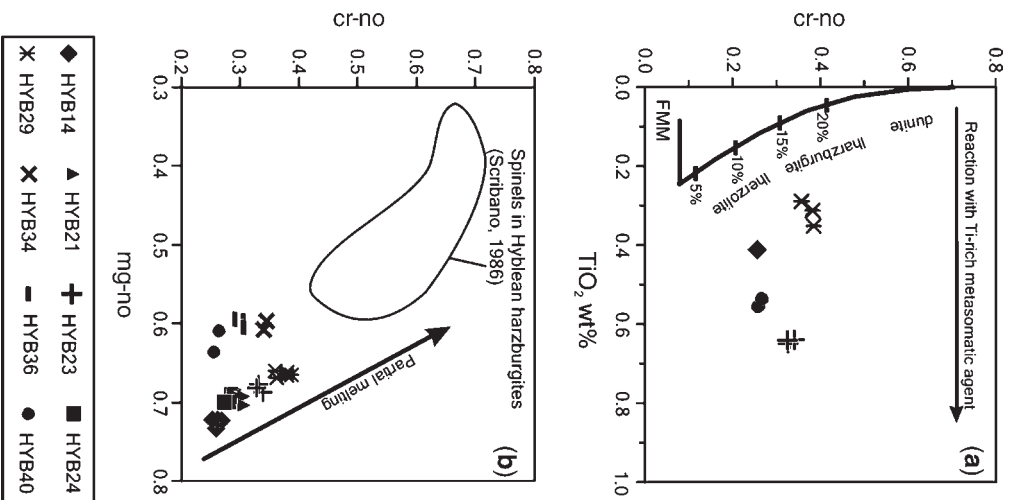 (a)
cr-no
0.8
0.6
0.4
0.2
0.0
Reaction with Ti-rich metasomatic agent
dunite
harzburgite
lherzolite
20%
15%
10%
5%
FMM
0.0
0.2
0.4
0.6
0.8
1.0
TiO2 wt%
(b)
cr-no
0.8
0.7
0.6
0.5
0.4
0.3
0.2
Spinels in Hyblean harzburgites
(Scribano, 1986)
Partial melting
0.3
0.4
0.5
0.6
0.7
0.8
mg-no
HYB14 HYB21 HYB23 HYB24
HYB29 HYB34 HYB36 HYB40